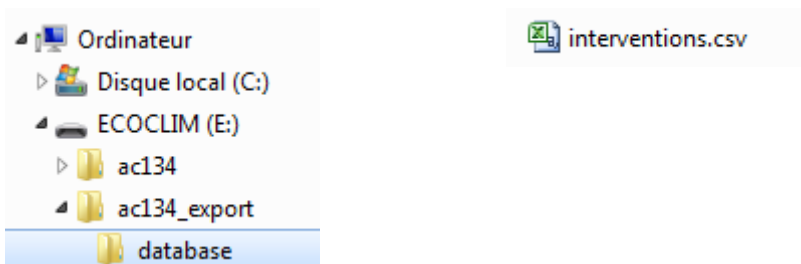 Ordinateur
Disque local (C:)
ECOCLIM (E:)
ac134
ac134_export
database
interventions.csv